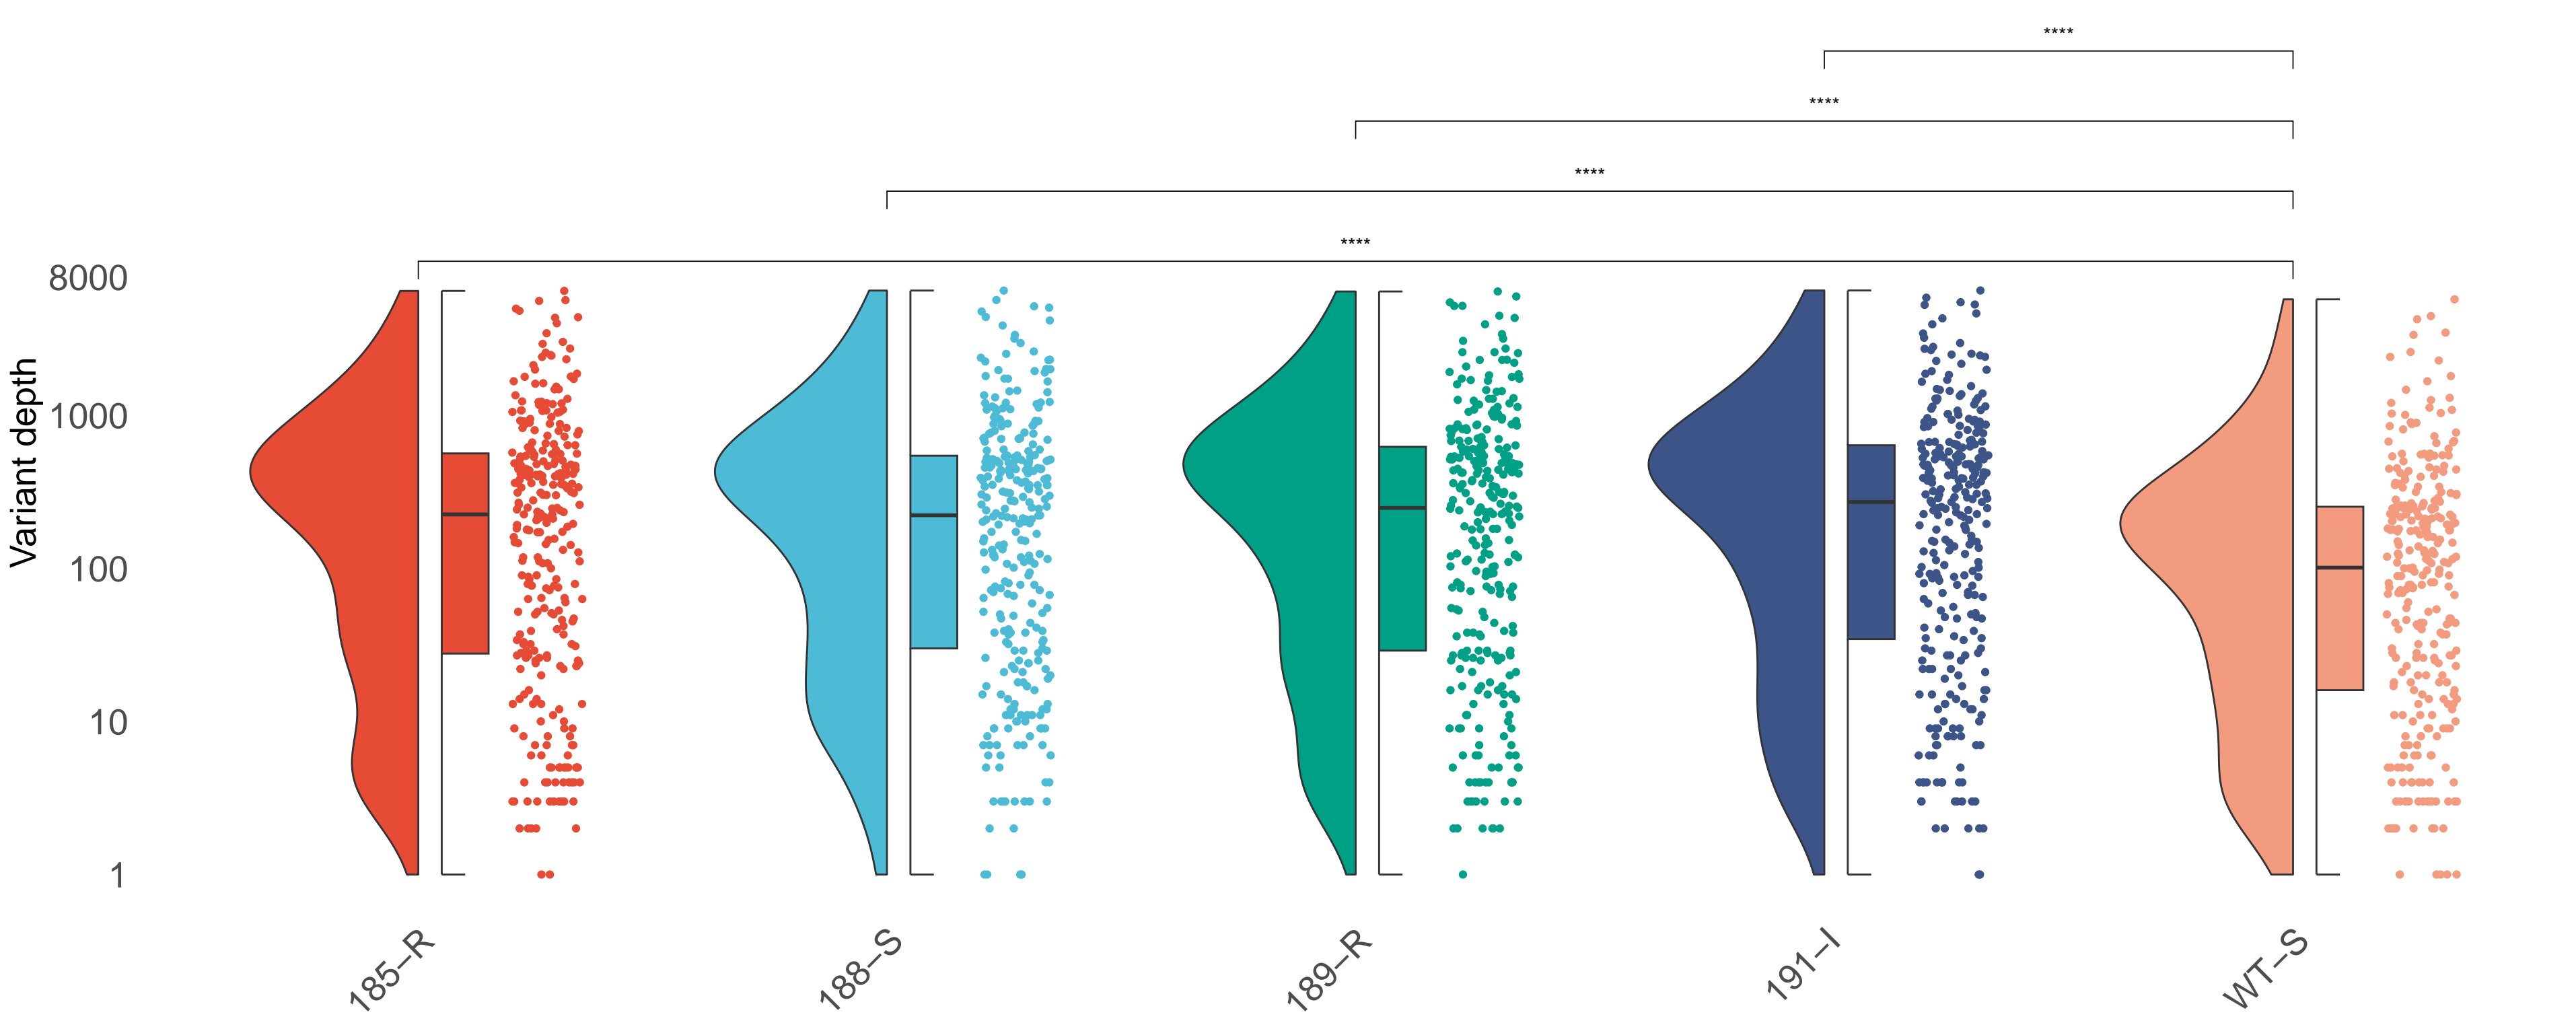 ****
****
****
****
8000
1000
100
10
1
Variant depth
185–R
188–S
189–R
191–I
WT–S